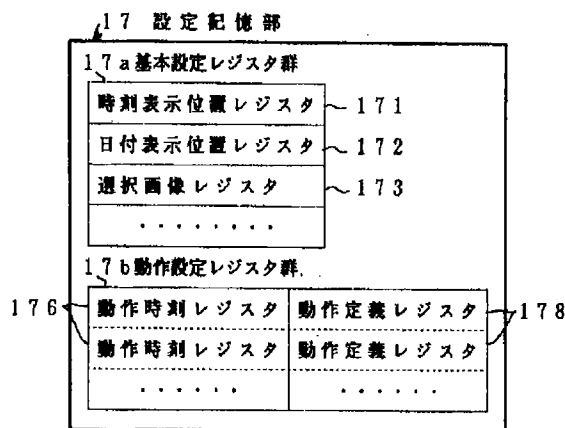 17 設定記憶部
17a基本設定レジスタ群
時刻表示位置レジスタ 171
日付表示位置レジスタ 172
選択画像レジスタ 173
・・・・・・・・
17b動作設定レジスタ群
176 動作時刻レジスタ 動作定義レジスタ 178
動作時刻レジスタ 動作定義レジスタ
・・・・・・ ・・・・・・